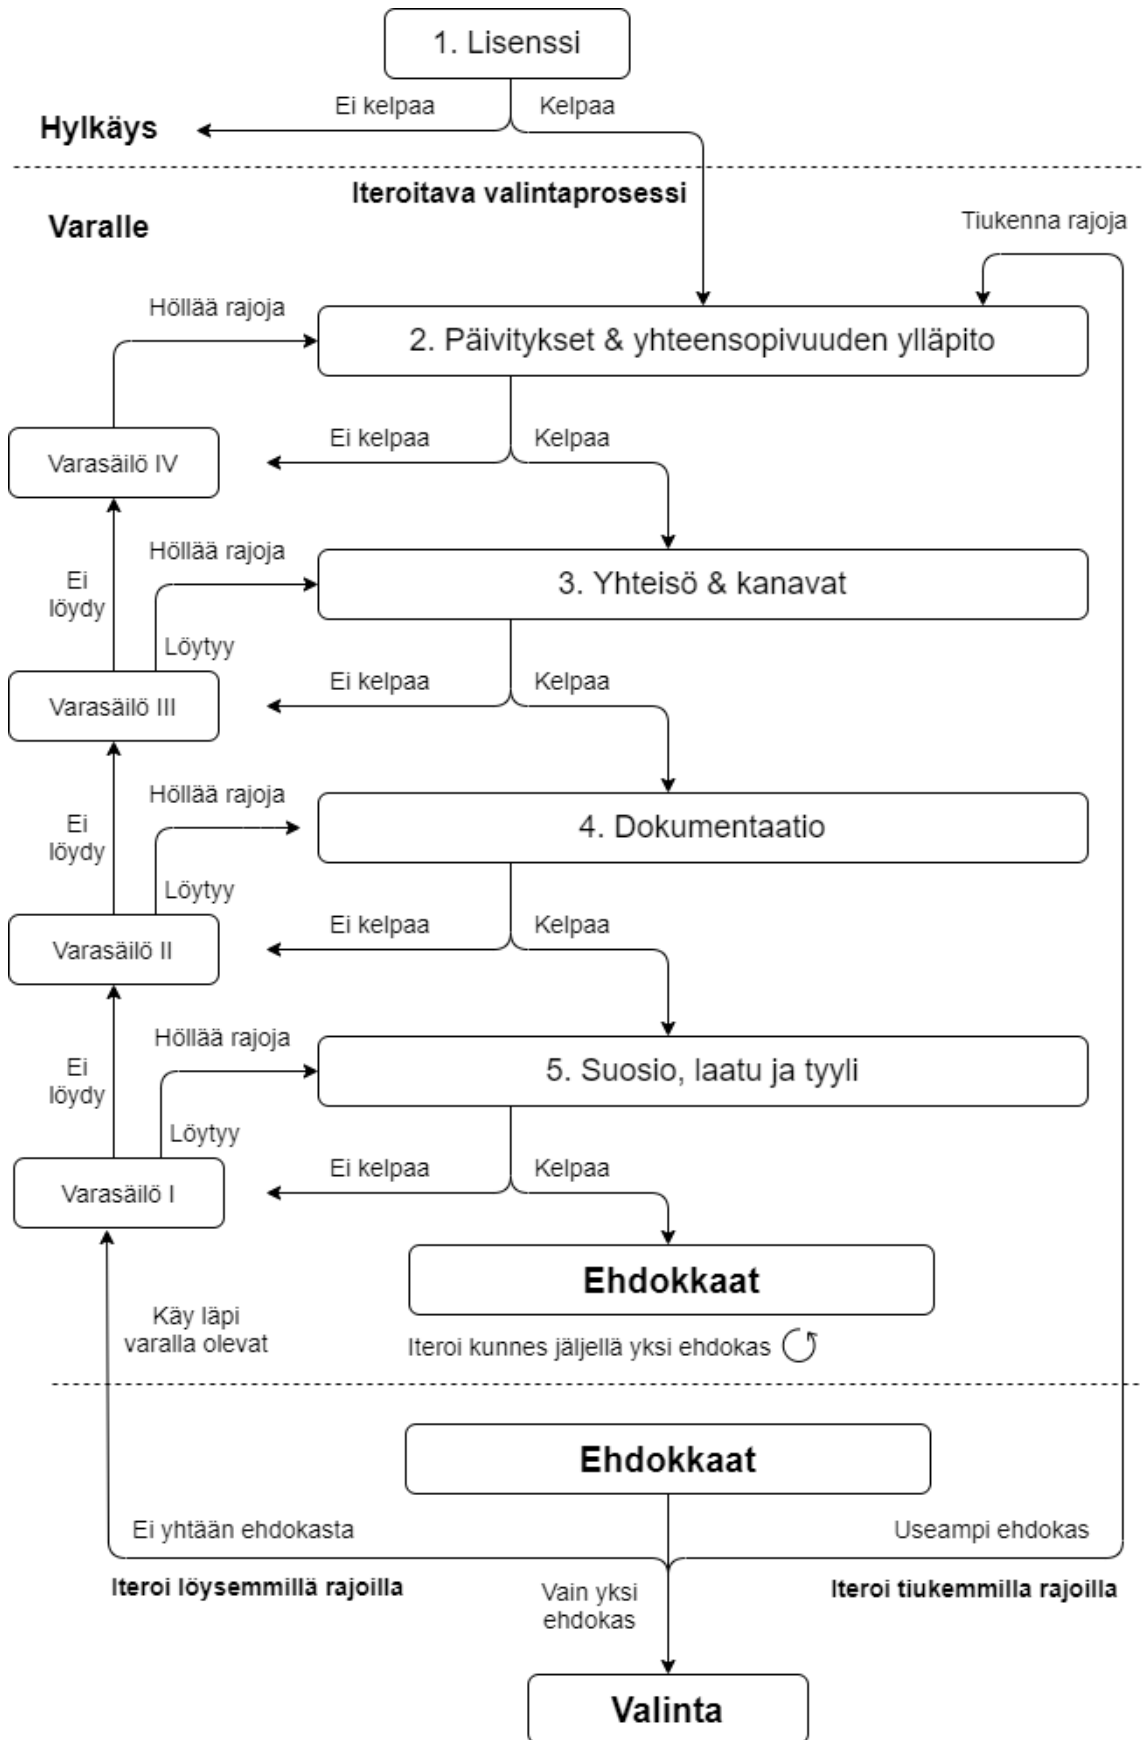 1. Lisenssi
Ei kelpaa
Kelpaa
Hylkäys
Iteroitava valintaprosessi
Varalle
Tiukenna rajoja
Höllää rajoja
2. Päivitykset & yhteensopivuuden ylläpito
Ei kelpaa
Kelpaa
Varasäilö IV
Höllää rajoja
Ei
löydy
3. Yhteisö & kanavat
Löytyy
Ei kelpaa
Kelpaa
Varasäilö III
Höllää rajoja
Ei
löydy
4. Dokumentaatio
Löytyy
Ei kelpaa
Kelpaa
Varasäilö II
Höllää rajoja
Ei
löydy
5. Suosio, laatu ja tyyli
Löytyy
Ei kelpaa
Kelpaa
Varasäilö I
Ehdokkaat
Käy läpi
varalla olevat
Iteroi kunnes jäljellä yksi ehdokas
Ehdokkaat
Ei yhtään ehdokasta
Useampi ehdokas
Iteroi löysemmillä rajoilla
Vain yksi
ehdokas
Iteroi tiukemmilla rajoilla
Valinta